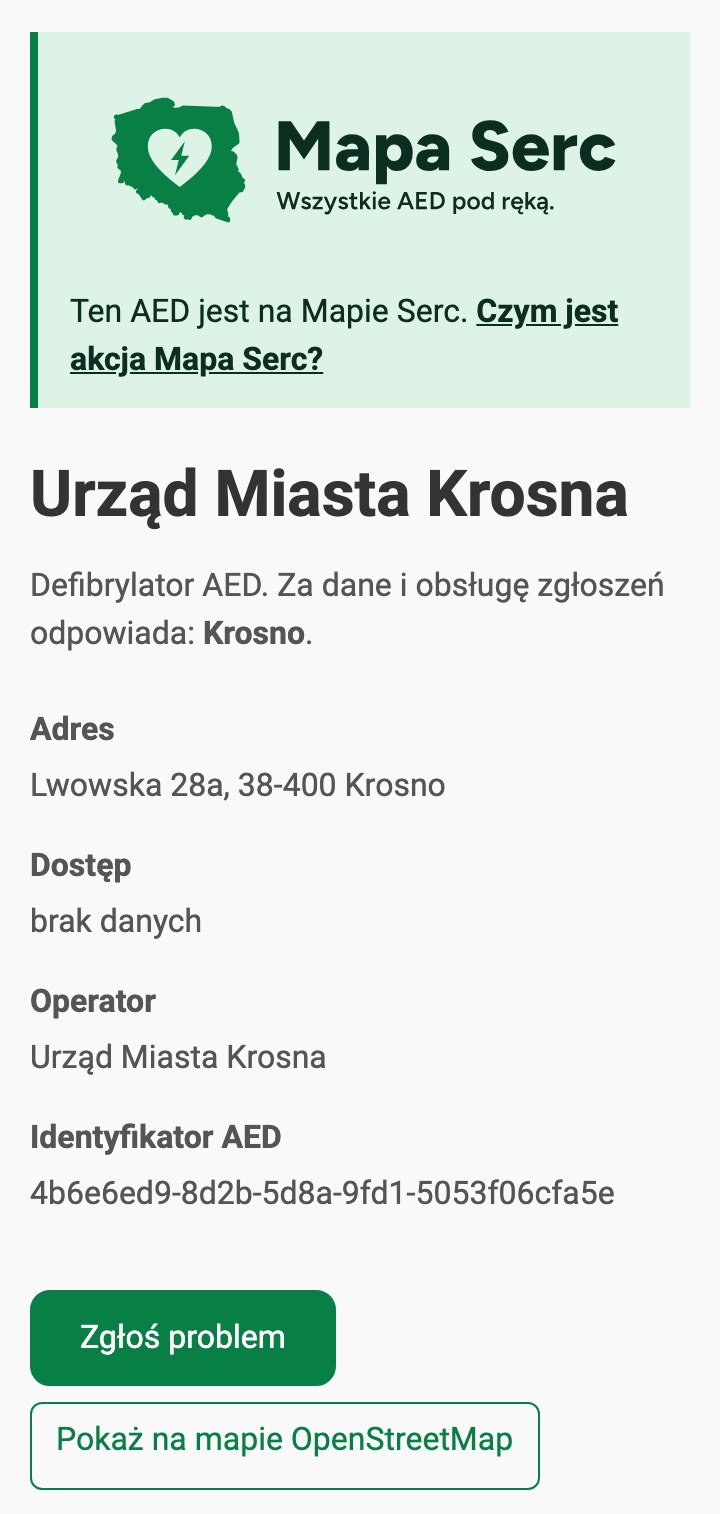 Mapa Serc
Wszystkie AED pod ręką.
Ten AED jest na Mapie Serc. Czym jest
akcja Mapa Serc?
Urząd Miasta Krosna
Defibrylator AED. Za dane i obsługę zgłoszeń
odpowiada: Krosno.
Adres
Lwowska 28a, 38-400 Krosno
Dostęp
brak danych
Operator
Urząd Miasta Krosna
Identyfikator AED
4b6e6ed9-8d2b-5d8a-9fd1-5053f06cfa5e
Zgłoś problem
Pokaż na mapie OpenStreetMap